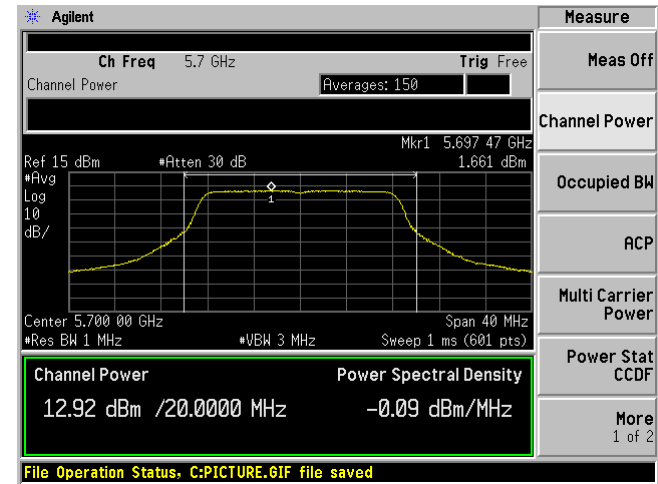 Agilent
Measure
Ch Freq 5.7 GHz Trig Free
Channel Power Averages: 150
Meas Off
Channel Power
Occupied BW
ACP
Multi Carrier
Power
Power Stat
CCDF
More
1 of 2
Mkr1 5.697 47 GHz
Ref 15 dBm #Atten 30 dB 1.661 dBm
#Avg
Log
10
dB/
1
Center 5.700 00 GHz Span 40 MHz
#Res BW 1 MHz #VBW 3 MHz Sweep 1 ms (601 pts)
Channel Power Power Spectral Density
12.92 dBm /20.0000 MHz -0.09 dBm/MHz
File Operation Status, C:PICTURE.GIF file saved